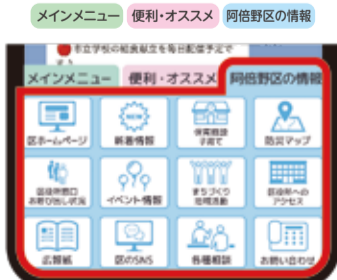 メインメニュー 便利・オススメ 阿倍野区の情報
市立学校の給食献立を毎日配信予定で
す♪
メインメニュー 便利・オススメ 阿倍野区の情報
区ホームページ NEW 新着情報 保育施設 防災マップ
子育て
区役所窓口 イベント情報 まちづくり 区役所への
お呼び出し状況 地域活動 アクセス
広報紙 区のSNS 各種相談 お問い合わせ